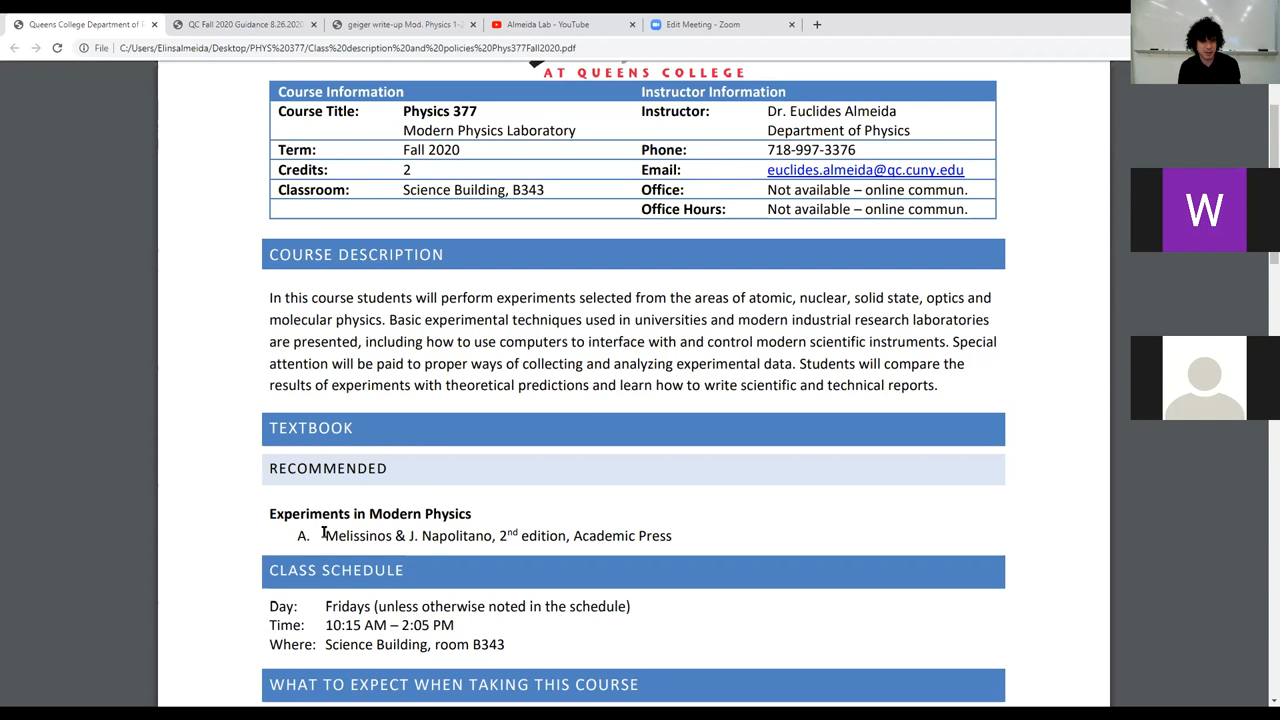 Queens College Department of P
QC Fall 2020 Guidance 8.26.2020
geiger write-up Mod. Physics 1-
Almeida Lab - YouTube
Edit Meeting - Zoom
File
C:/Users/Elinsalmeida/Desktop/PHYS%20377/Class%20description%20and%20policies%20Phys377Fall2020.pdf
AT QUEENS COLLEGE
Course Information Instructor Information
Course Title: Physics 377 Instructor: Dr. Euclides Almeida
Modern Physics Laboratory Department of Physics
Term: Fall 2020 Phone: 718-997-3376
Credits: 2 Email: euclides.almeida@qc.cuny.edu
Classroom: Science Building, B343 Office: Not available – online commun.
Office Hours: Not available – online commun.
COURSE DESCRIPTION
In this course students will perform experiments selected from the areas of atomic, nuclear, solid state, optics and
molecular physics. Basic experimental techniques used in universities and modern industrial research laboratories
are presented, including how to use computers to interface with and control modern scientific instruments. Special
attention will be paid to proper ways of collecting and analyzing experimental data. Students will compare the
results of experiments with theoretical predictions and learn how to write scientific and technical reports.
TEXTBOOK
RECOMMENDED
Experiments in Modern Physics
A. Melissinos & J. Napolitano, 2nd edition, Academic Press
CLASS SCHEDULE
Day: Fridays (unless otherwise noted in the schedule)
Time: 10:15 AM – 2:05 PM
Where: Science Building, room B343
WHAT TO EXPECT WHEN TAKING THIS COURSE
W